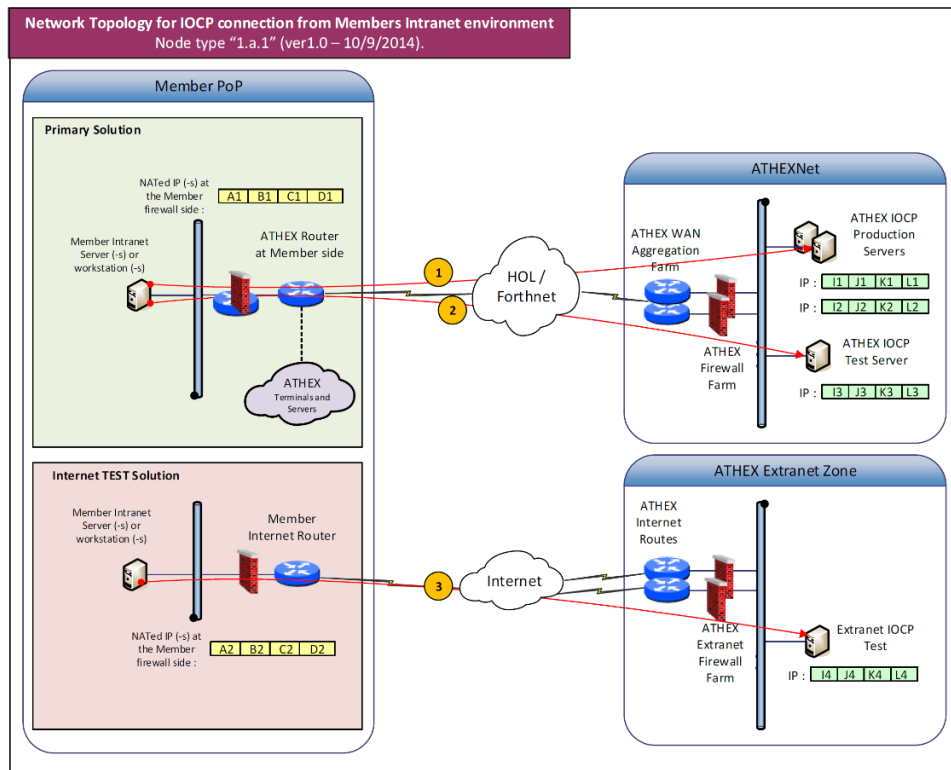 Network Topology for IOCP connection from Members Intranet environment
Node type “1.a.1” (ver1.0 – 10/9/2014).
Member PoP
Primary Solution
NATed IP (-s) at
the Member
firewall side :
A1 B1 C1 D1
Member Intranet
Server (-s) or
workstation (-s)
ATHEX Router
at Member side
ATHEX
Terminals and
Servers
1
2
HOL /
Forthnet
ATHEXNet
ATHEX WAN
Aggregation
Farm
ATHEX
Firewall
Farm
ATHEX IOCP
Production
Servers
IP : I1 J1 K1 L1
IP : I2 J2 K2 L2
ATHEX IOCP
Test Server
IP : I3 J3 K3 L3
Internet TEST Solution
Member Intranet
Server (-s) or
workstation (-s)
Member
Internet Router
NATed IP (-s) at
the Member
firewall side :
A2 B2 C2 D2
3
Internet
ATHEX Extranet Zone
ATHEX
Internet
Routes
ATHEX
Extranet
Firewall
Farm
Extranet IOCP
Test
IP : I4 J4 K4 L4